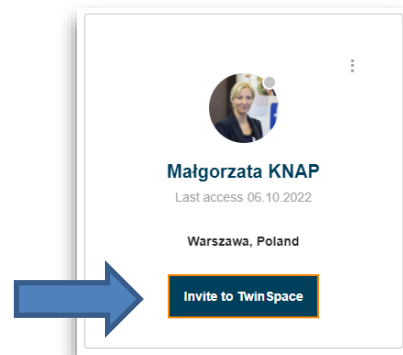 Małgorzata KNAP
Last access 06.10.2022
Warszawa, Poland
Invite to TwinSpace